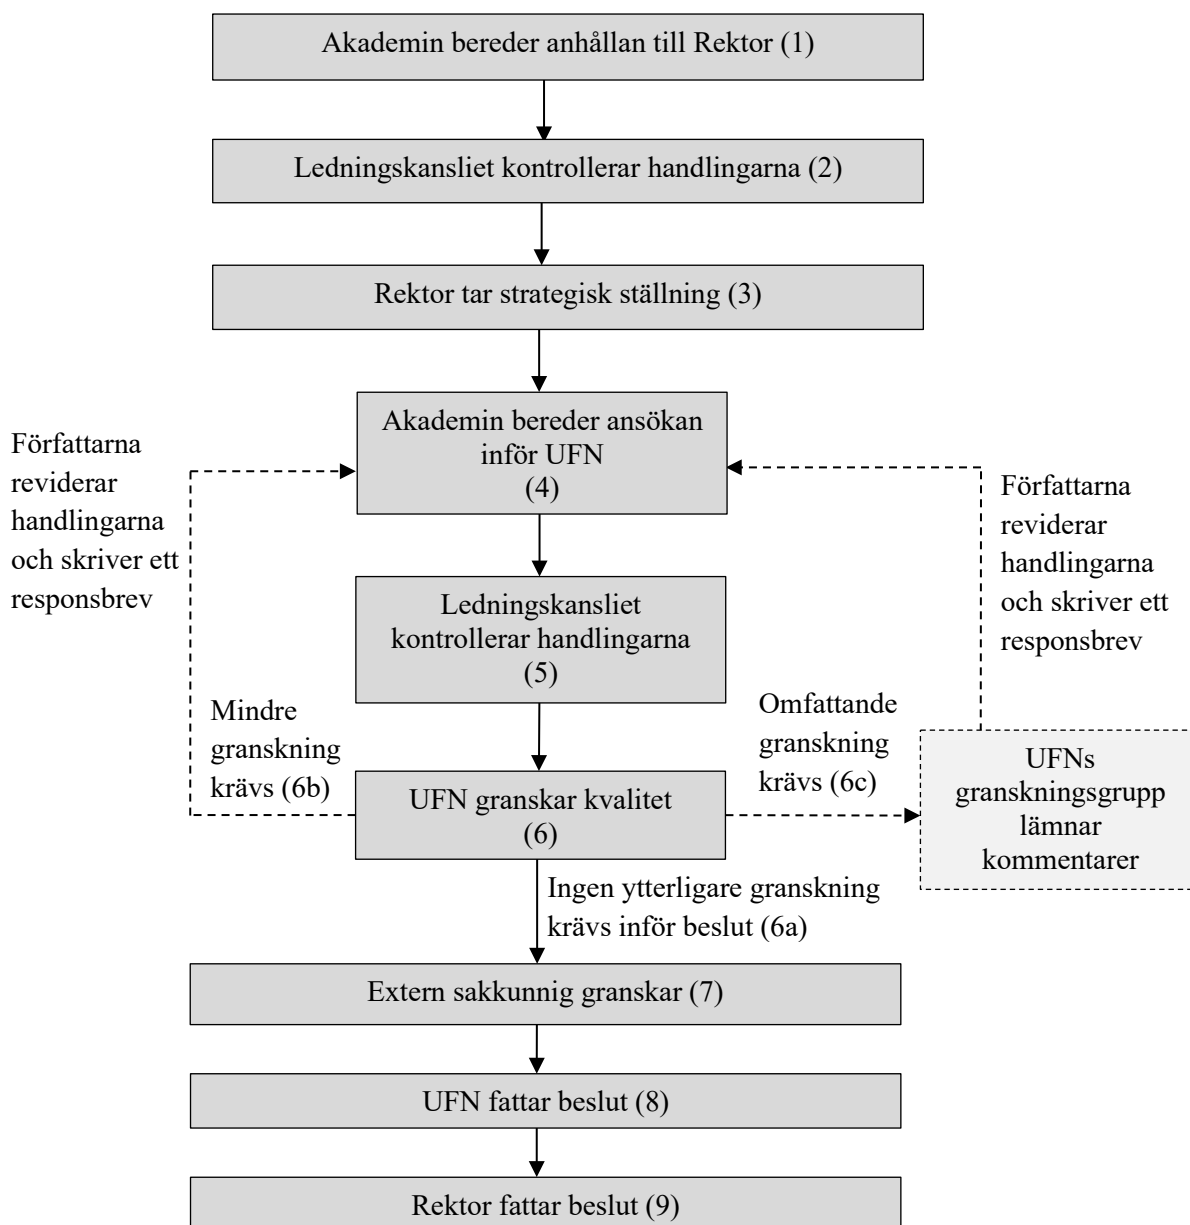 Akademin bereder anhållan till Rektor (1)
Ledningskansliet kontrollerar handlingarna (2)
Rektor tar strategisk ställning (3)
Akademin bereder ansökan
inför UFN
(4)
Författarna
reviderar
handlingarna
och skriver ett
responsbrev
Författarna
reviderar
handlingarna
och skriver ett
responsbrev
Ledningskansliet
kontrollerar handlingarna
(5)
Mindre
granskning
krävs (6b)
Omfattande
granskning
krävs (6c)
UFN granskar kvalitet
(6)
UFNs
granskningsgrupp
lämnar
kommentarer
Ingen ytterligare granskning
krävs inför beslut (6a)
Extern sakkunnig granskar (7)
UFN fattar beslut (8)
Rektor fattar beslut (9)